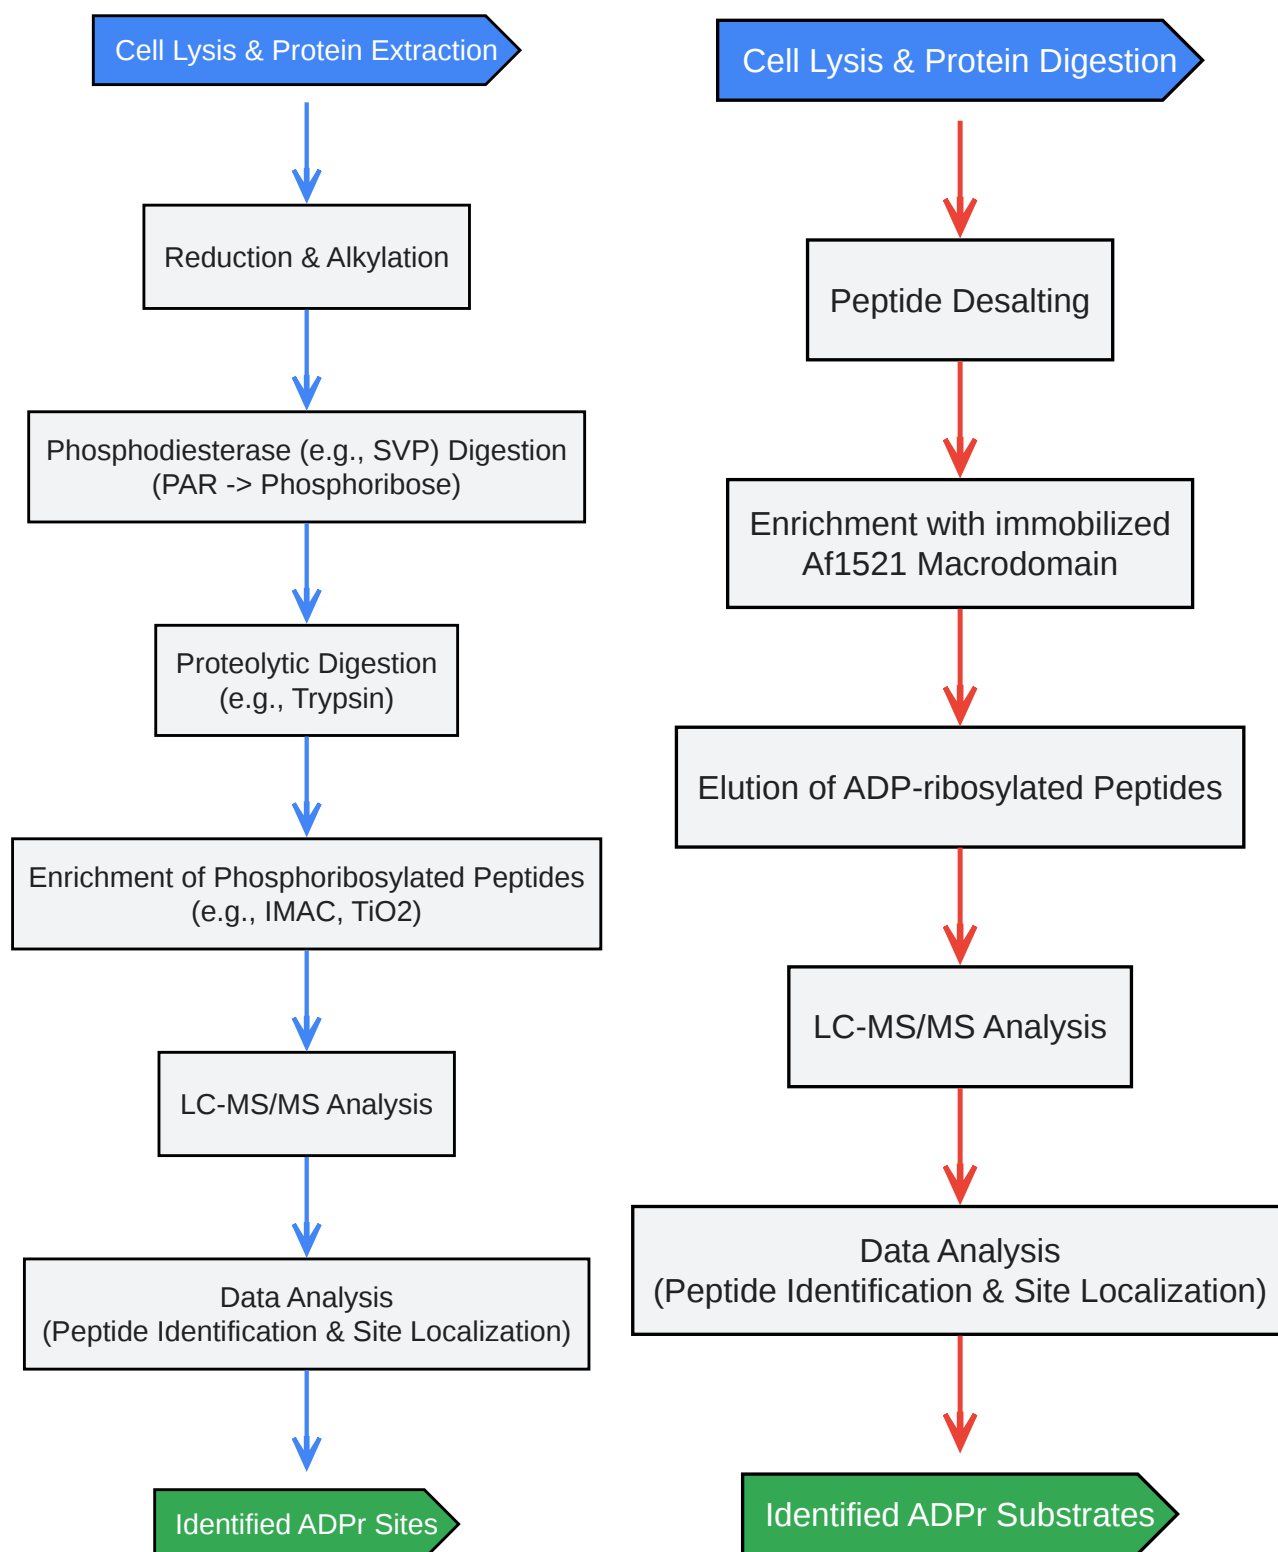 Cell Lysis & Protein Extraction
Reduction & Alkylation
Phosphodiesterase (e.g., SVP) Digestion
(PAR -> Phosphoribose)
Proteolytic Digestion
(e.g., Trypsin)
Enrichment of Phosphoribosylated Peptides
(e.g., IMAC, TiO2)
LC-MS/MS Analysis
Data Analysis
(Peptide Identification & Site Localization)
Identified ADPr Sites
Cell Lysis & Protein Digestion
Peptide Desalting
Enrichment with immobilized
Af1521 Macrodomain
Elution of ADP-ribosylated Peptides
LC-MS/MS Analysis
Data Analysis
(Peptide Identification & Site Localization)
Identified ADPr Substrates